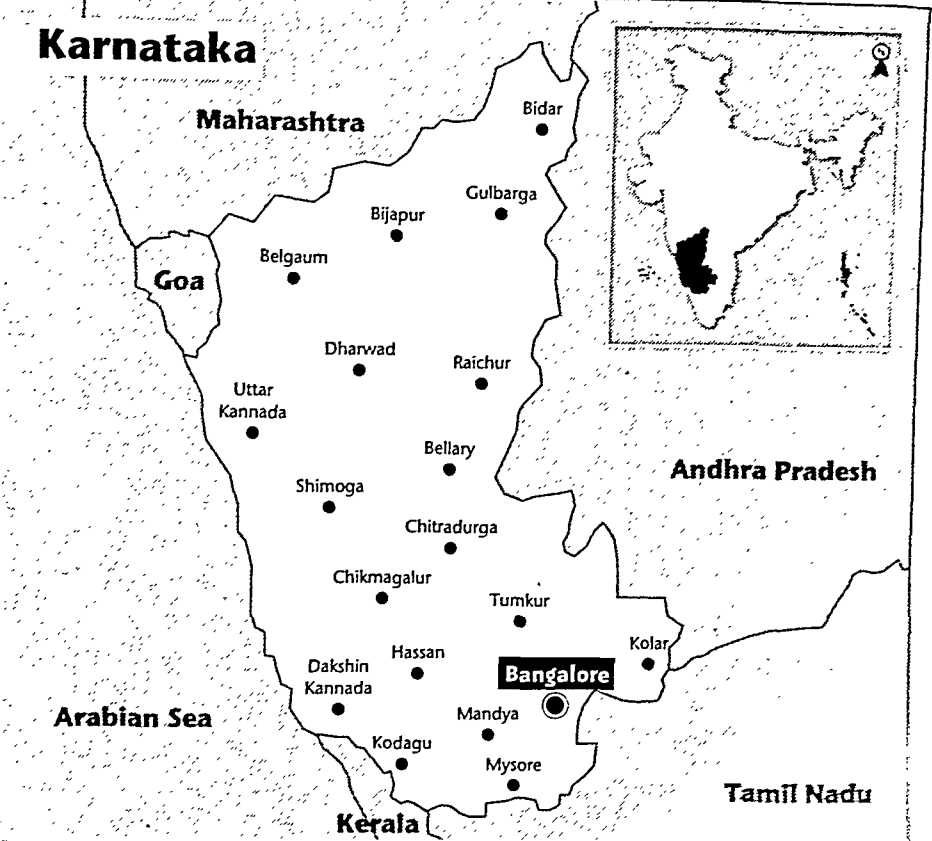 Karnataka
Maharashtra
Bidar
Gulbarga
Bijapur
Belgaum
Goa
Dharwad
Raichur
Uttar
Kannada
Bellary
Andhra Pradesh
Shimoga
Chitradurga
Chikmagalur
Tumkur
Kolar
Hassan
Dakshin
Kannada
Bangalore
Arabian Sea
Mandya
Kodagu
Mysore
Tamil Nadu
Kerala